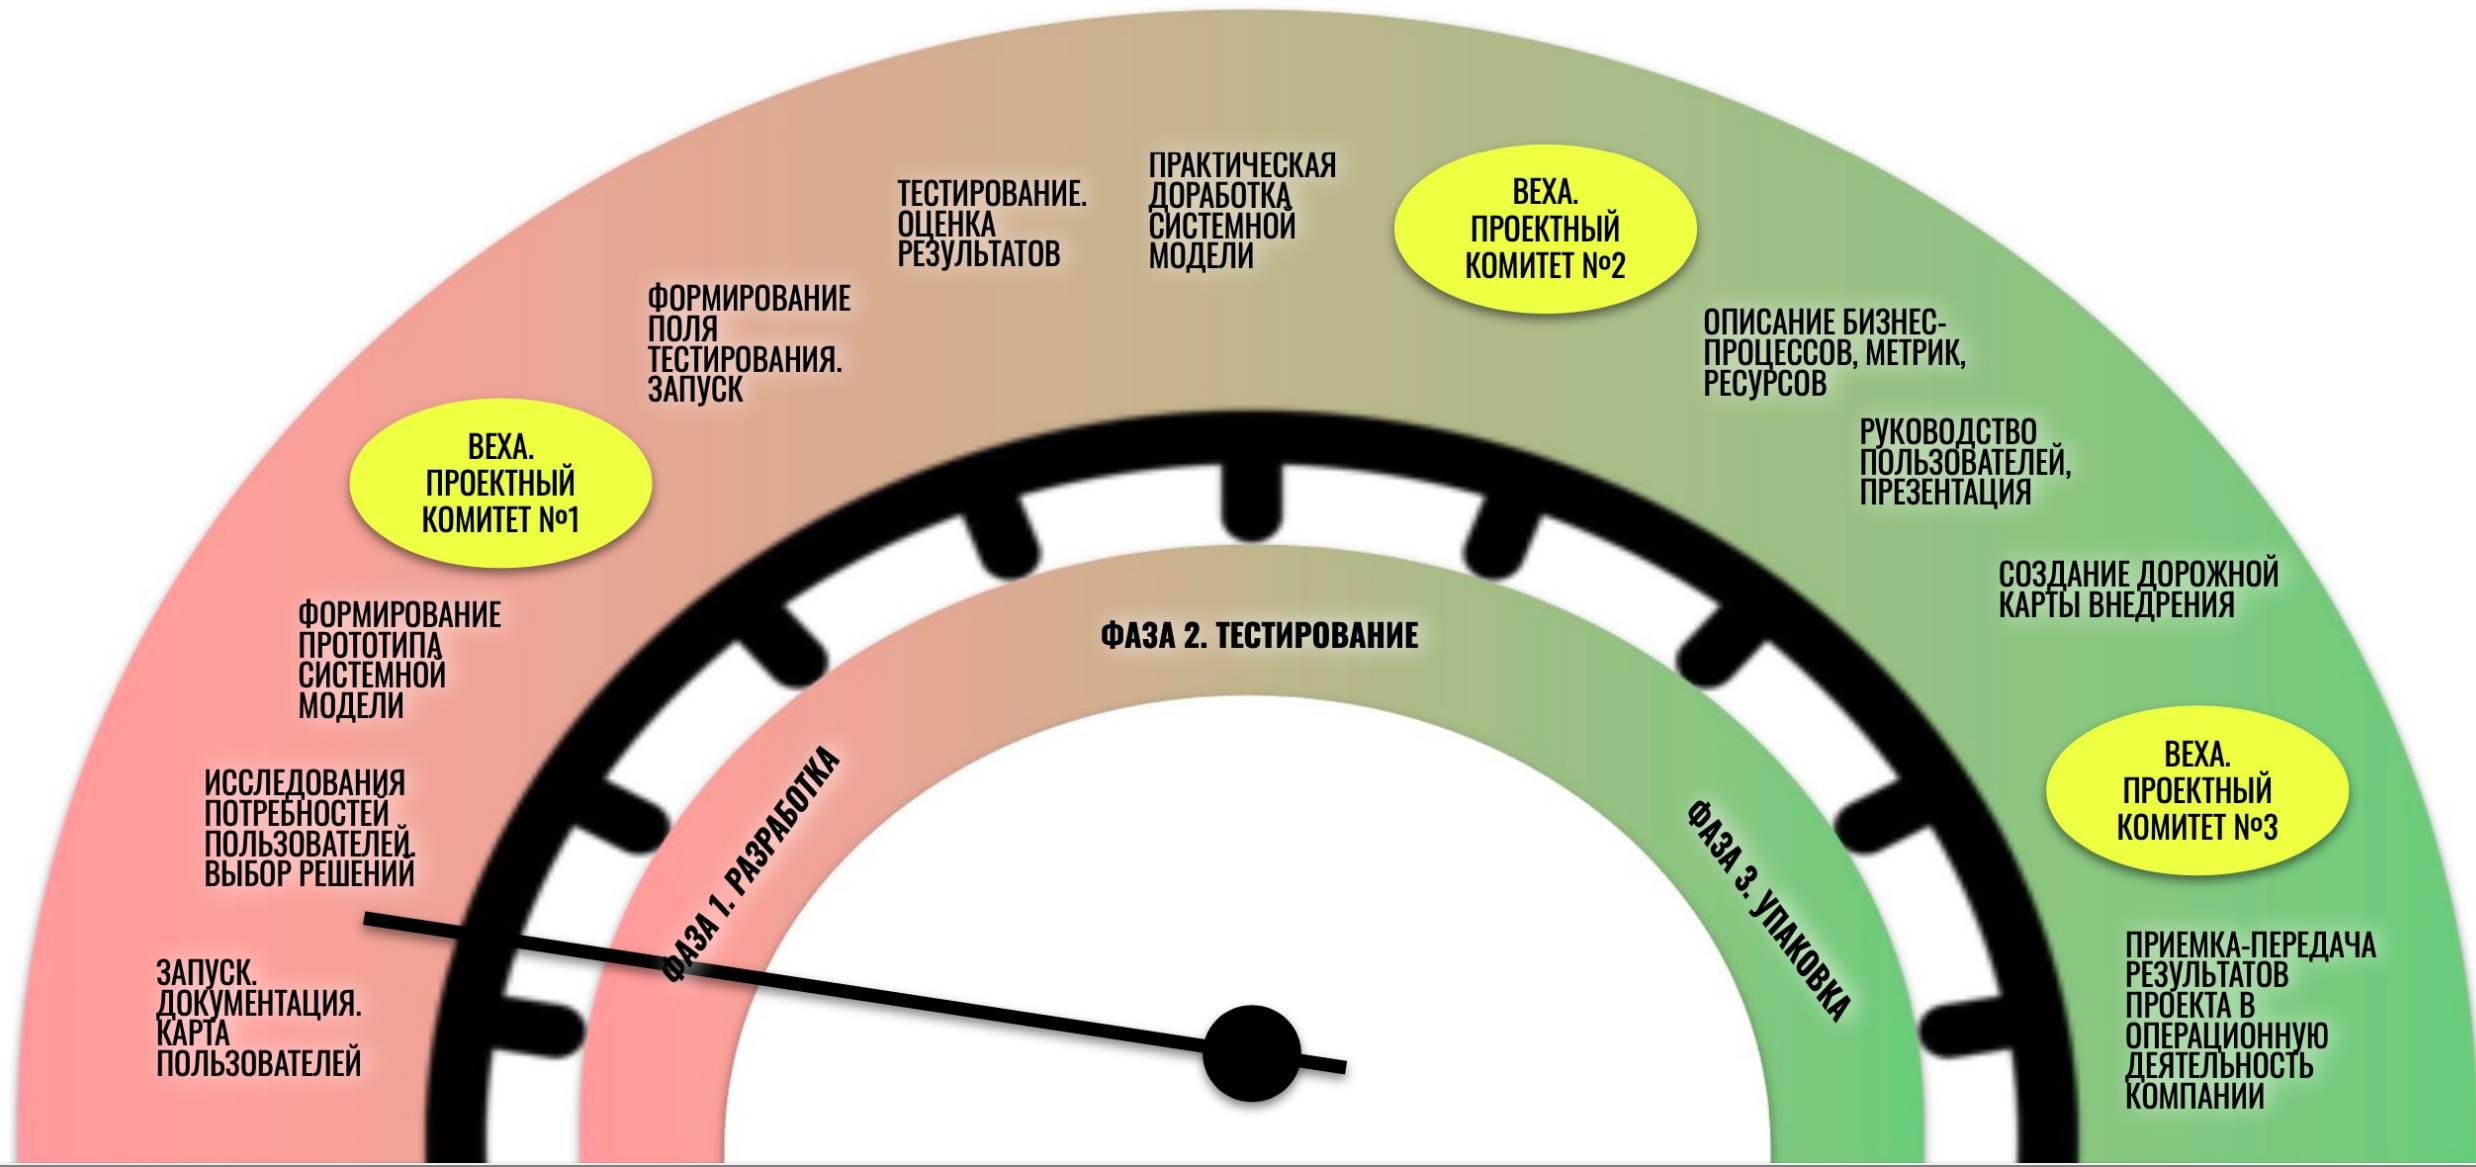 ЗАПУСК.
ДОКУМЕНТАЦИЯ.
КАРТА
ПОЛЬЗОВАТЕЛЕЙ
ИССЛЕДОВАНИЯ
ПОТРЕБНОСТЕЙ
ПОЛЬЗОВАТЕЛЕЙ.
ВЫБОР РЕШЕНИЙ
ФОРМИРОВАНИЕ
ПРОТОТИПА
СИСТЕМНОЙ
МОДЕЛИ
ВЕХА.
ПРОЕКТНЫЙ
КОМИТЕТ №1
ФОРМИРОВАНИЕ
ПОЛЯ
ТЕСТИРОВАНИЯ.
ЗАПУСК
ТЕСТИРОВАНИЕ.
ОЦЕНКА
РЕЗУЛЬТАТОВ
ПРАКТИЧЕСКАЯ
ДОРАБОТКА
СИСТЕМНОЙ
МОДЕЛИ
ВЕХА.
ПРОЕКТНЫЙ
КОМИТЕТ №2
ОПИСАНИЕ БИЗНЕС-
ПРОЦЕССОВ, МЕТРИК,
РЕСУРСОВ
РУКОВОДСТВО
ПОЛЬЗОВАТЕЛЕЙ,
ПРЕЗЕНТАЦИЯ
СОЗДАНИЕ ДОРОЖНОЙ
КАРТЫ ВНЕДРЕНИЯ
ВЕХА.
ПРОЕКТНЫЙ
КОМИТЕТ №3
ПРИЕМКА-ПЕРЕДАЧА
РЕЗУЛЬТАТОВ
ПРОЕКТА В
ОПЕРАЦИОННУЮ
ДЕЯТЕЛЬНОСТЬ
КОМПАНИИ
ФАЗА 1. РАЗРАБОТКА
ФАЗА 2. ТЕСТИРОВАНИЕ
ФАЗА 3. УПАКОВКА